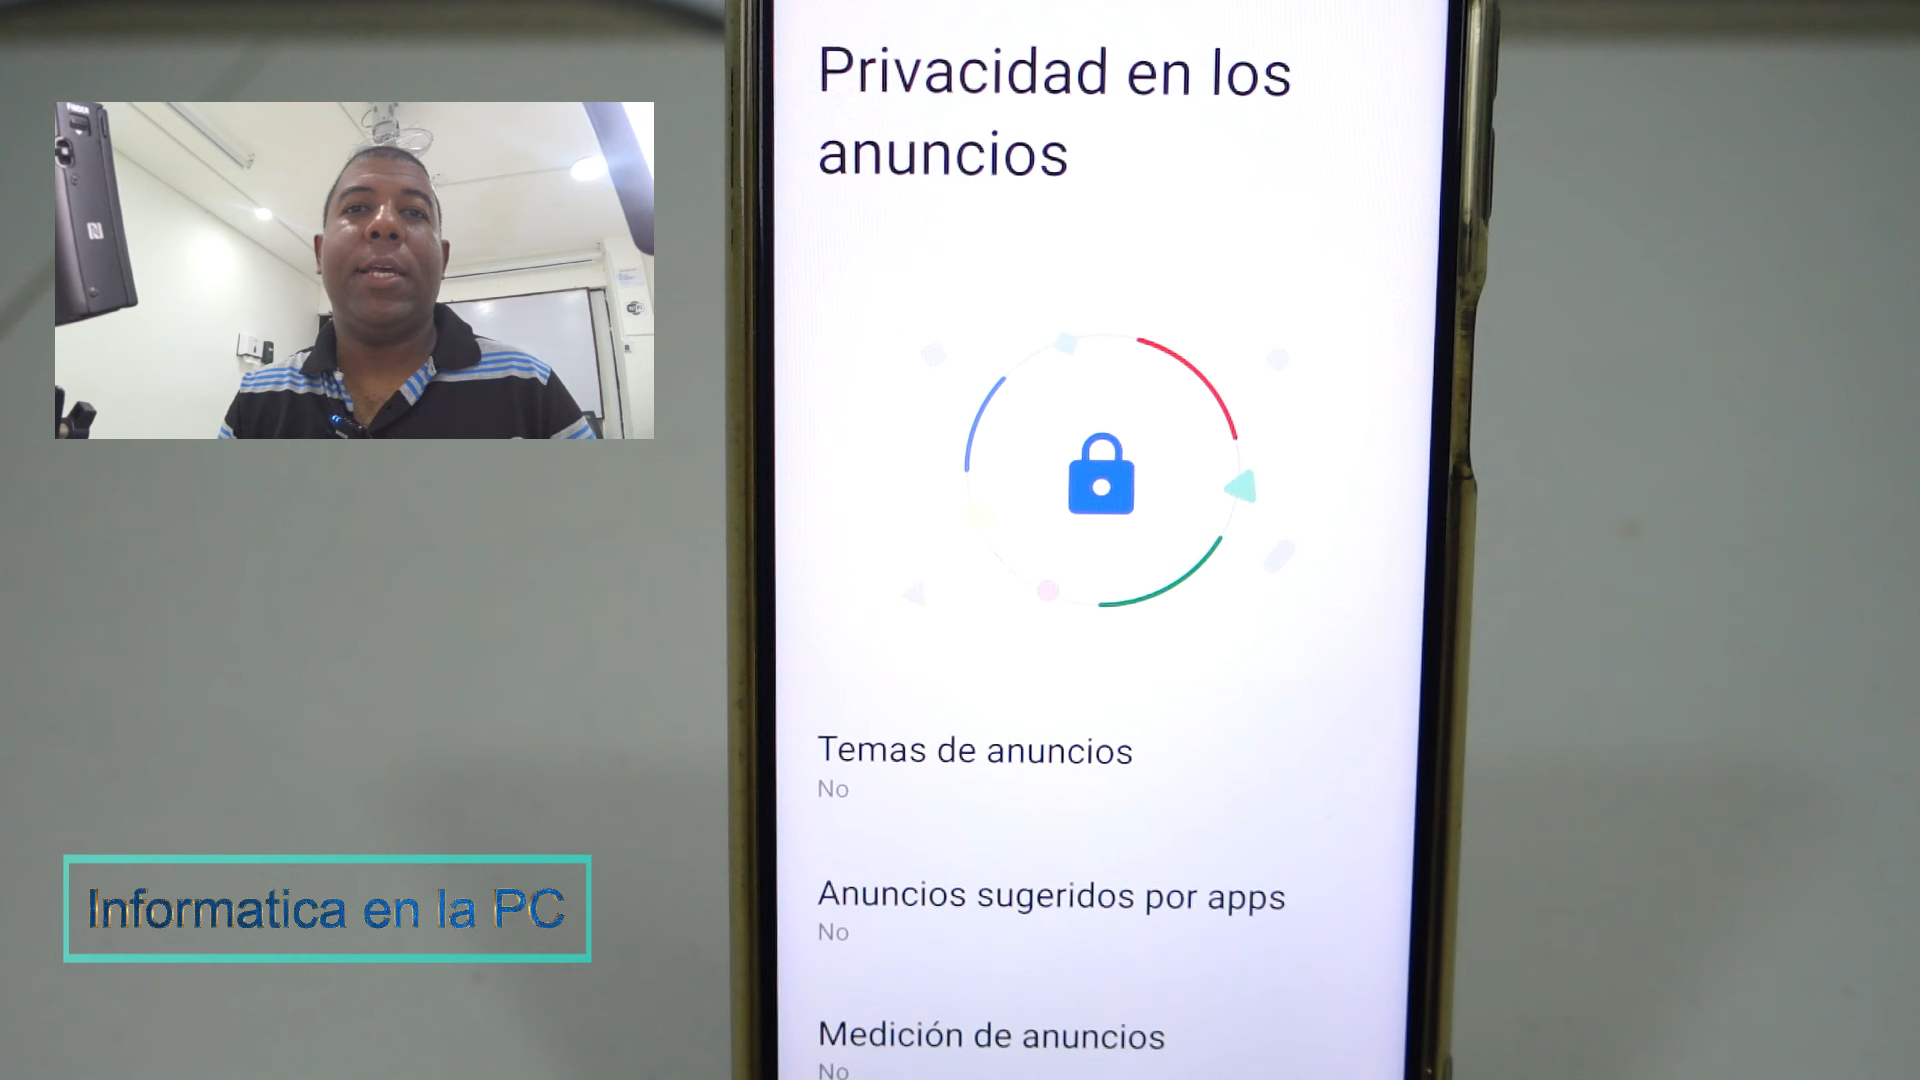 Privacidad en los
anuncios
Temas de anuncios
No
Anuncios sugeridos por apps
No
Medición de anuncios
No
Informatica en la PC